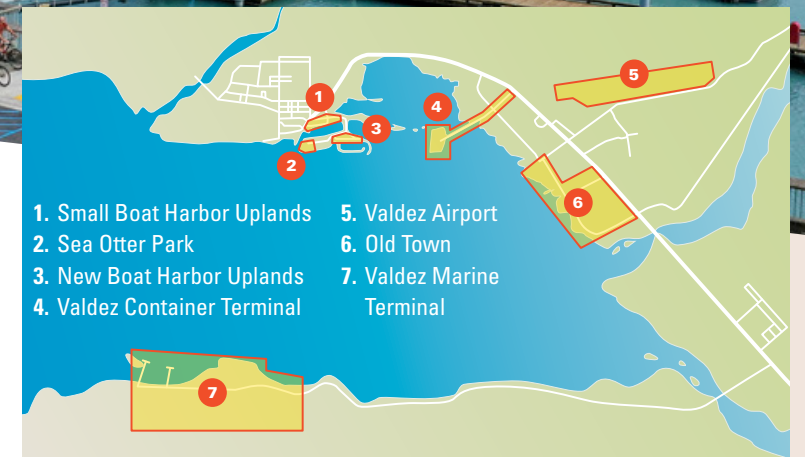 1
2
3
4
5
6
7
1. Small Boat Harbor Uplands
2. Sea Otter Park
3. New Boat Harbor Uplands
4. Valdez Container Terminal
5. Valdez Airport
6. Old Town
7. Valdez Marine
Terminal